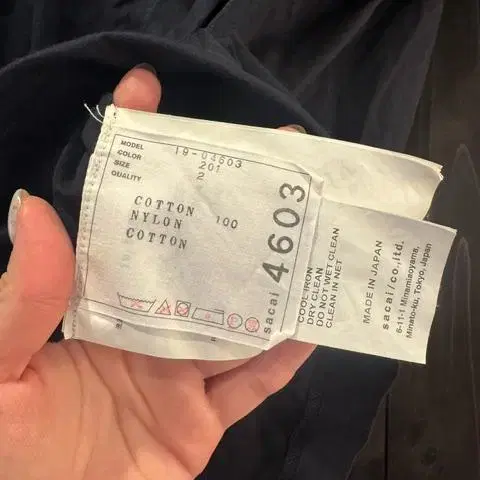 MODEL 19-04603
COLOR 201
SIZE 2
QUALITY
COTTON 100
NYLON
COTTON
sacai 4603
COOL IRON
DRY CLEAN
DO NOT WET CLEAN
CLEAN IN NET
MADE IN JAPAN
sacai/co.,ltd.
6-11-1 Minamiaoyama,
Minato-ku, Tokyo, Japan